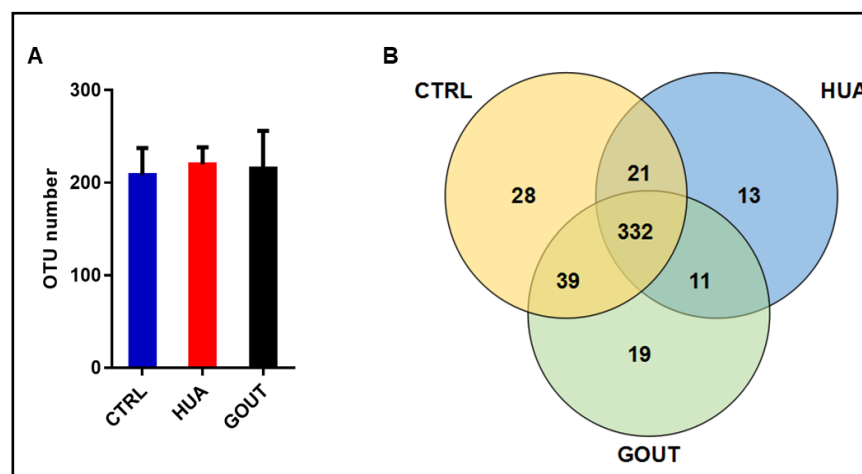 A
B
300
200
100
0
OTU number
CTRL
HUA
GOUT
CTRL
HUA
28
21
13
332
39
11
19
GOUT